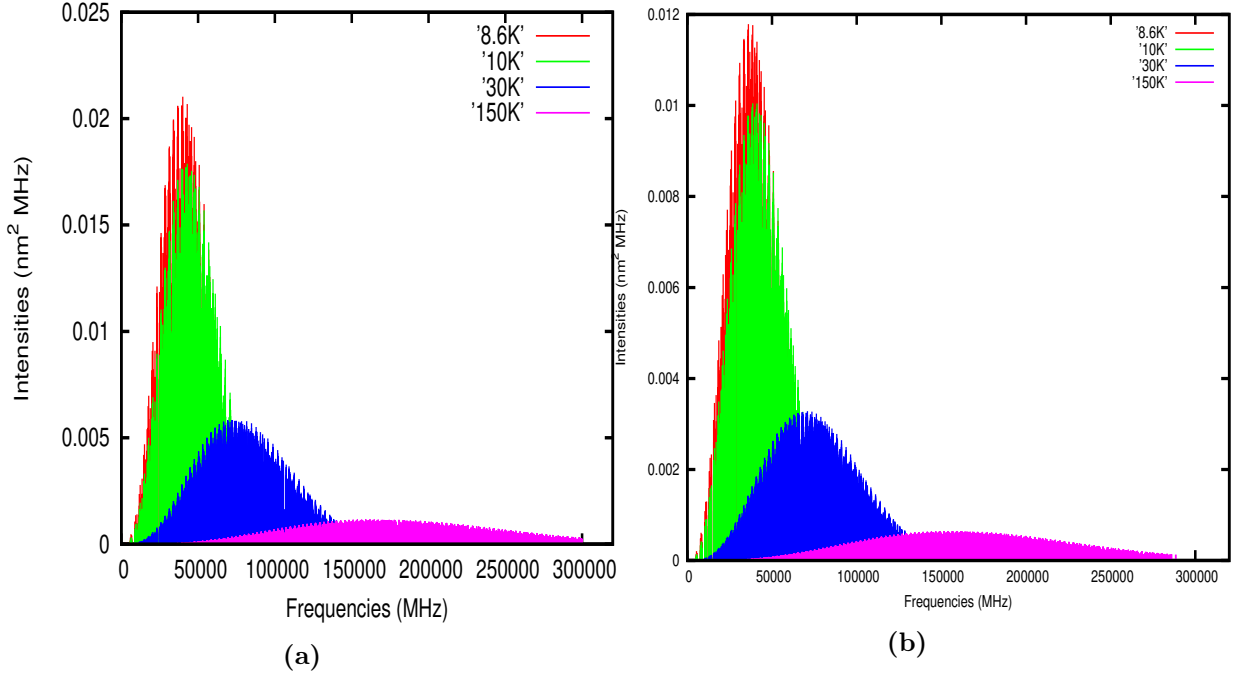 0.025
0.02
0.015
0.01
0.005
0
Intensities (nm² MHz)
'8.6K'
'10K'
'30K'
'150K'
0 50000 100000 150000 200000 250000 300000
Frequencies (MHz)
(a)
0.012
0.01
0.008
0.006
0.004
0.002
0
Intensities (nm² MHz)
'8.6K'
'10K'
'30K'
'150K'
0 50000 100000 150000 200000 250000 300000
Frequencies (MHz)
(b)